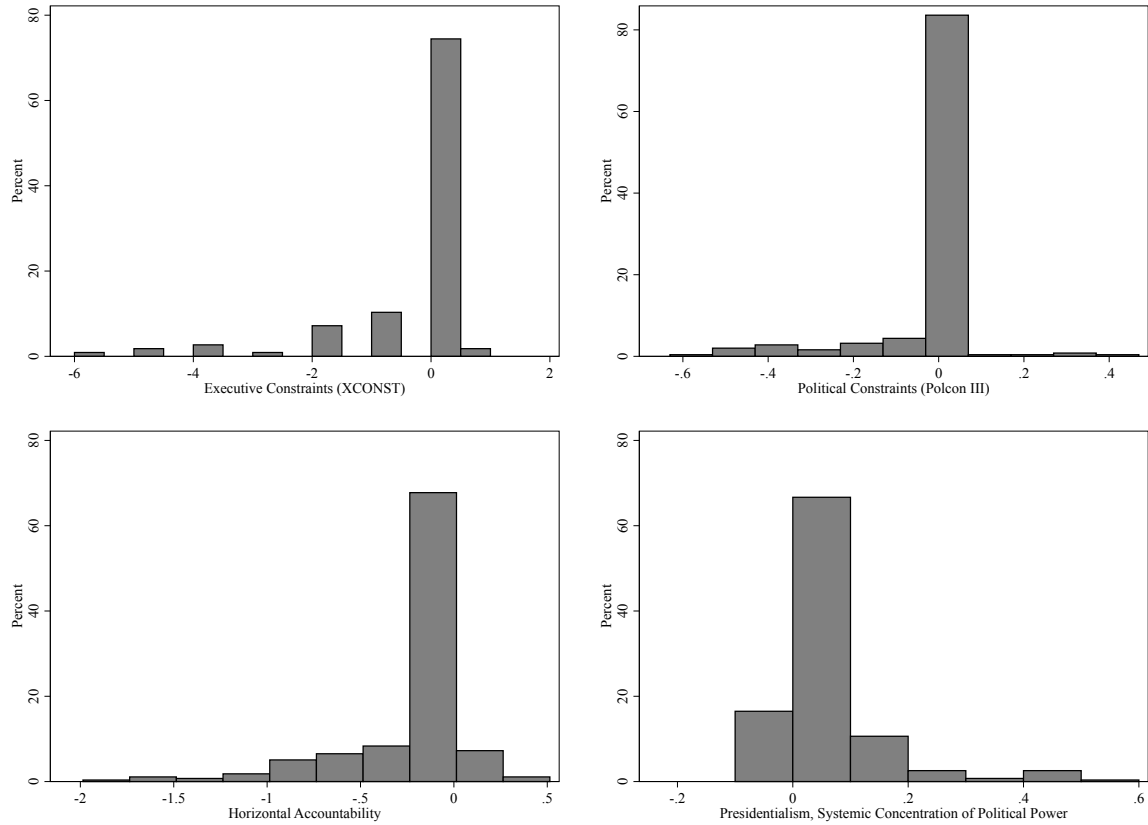 80
60
40
20
0
Percent
-6 -4 -2 0 2
Executive Constraints (XCONST)
80
60
40
20
0
Percent
-.6 -.4 -.2 0 .2 .4
Political Constraints (Polcon III)
80
60
40
20
0
Percent
-2 -1.5 -1 -.5 0 .5
Horizontal Accountability
80
60
40
20
0
Percent
-.2 0 .2 .4 .6
Presidentialism, Systemic Concentration of Political Power